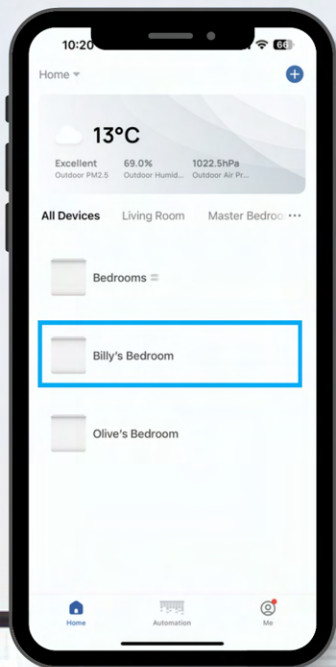 10:20
66
Home
13°C
Excellent 69.0% 1022.5hPa
Outdoor PM2.5 Outdoor Humid... Outdoor Air Pr...
All Devices Living Room Master Bedroo
Bedrooms
Billy's Bedroom
Olive's Bedroom
Home Automation Me